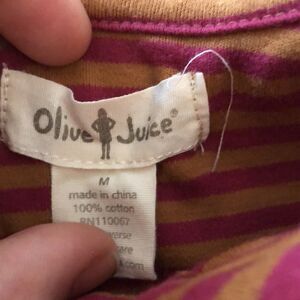 Olive Juice®
M
made in china
100% cotton
RN110067